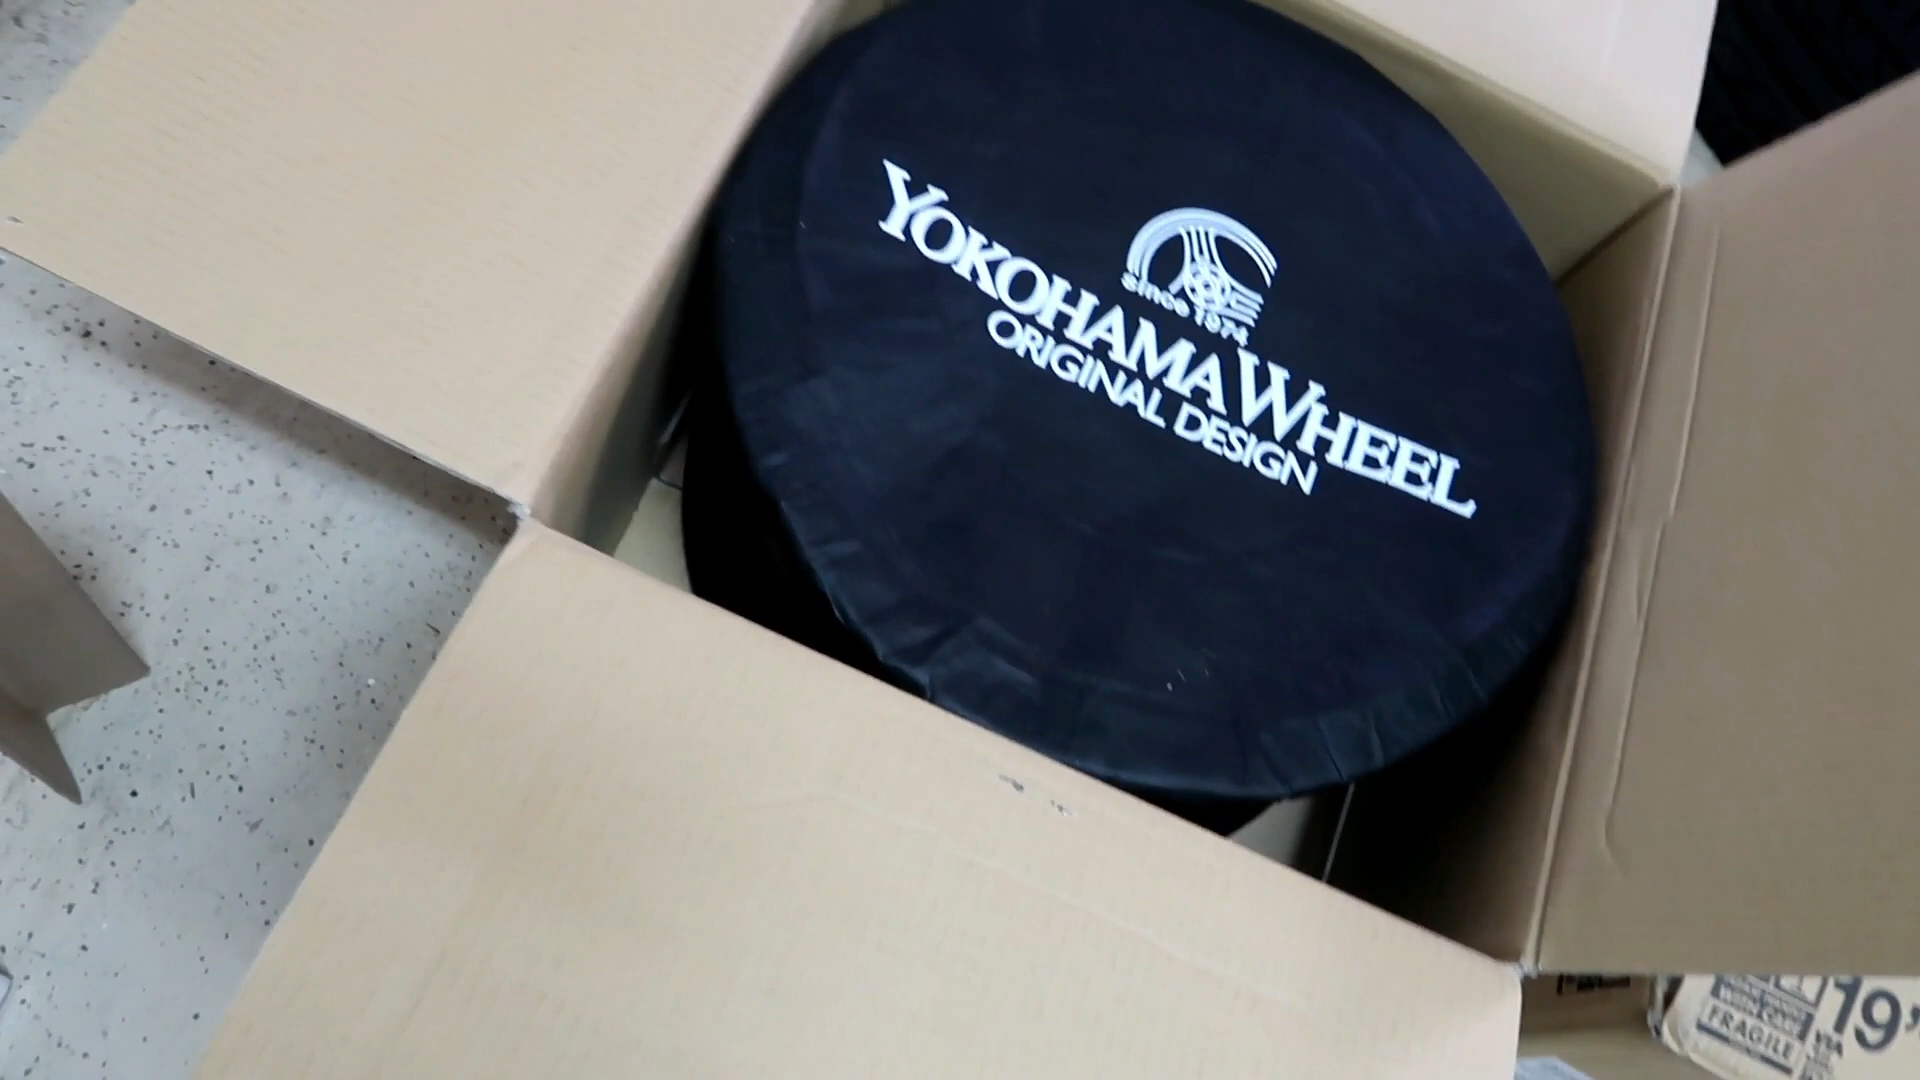 Since 1974
YOKOHAMA WHEEL
ORIGINAL DESIGN
FRAGILE
19"